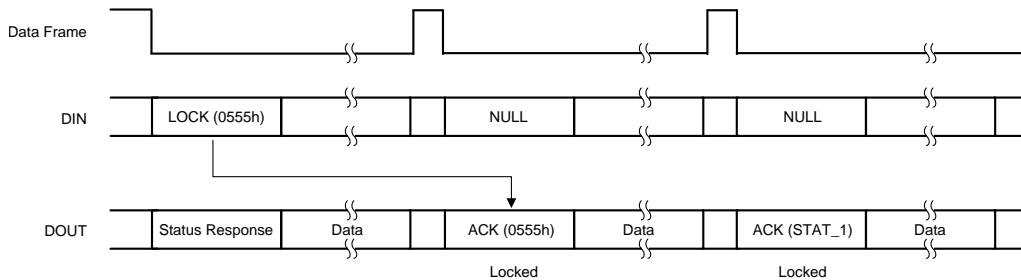 Data Frame
DIN
LOCK (0555h)
NULL
NULL
DOUT
Status Response
Data
ACK (0555h)
Data
ACK (STAT_1)
Data
Locked
Locked